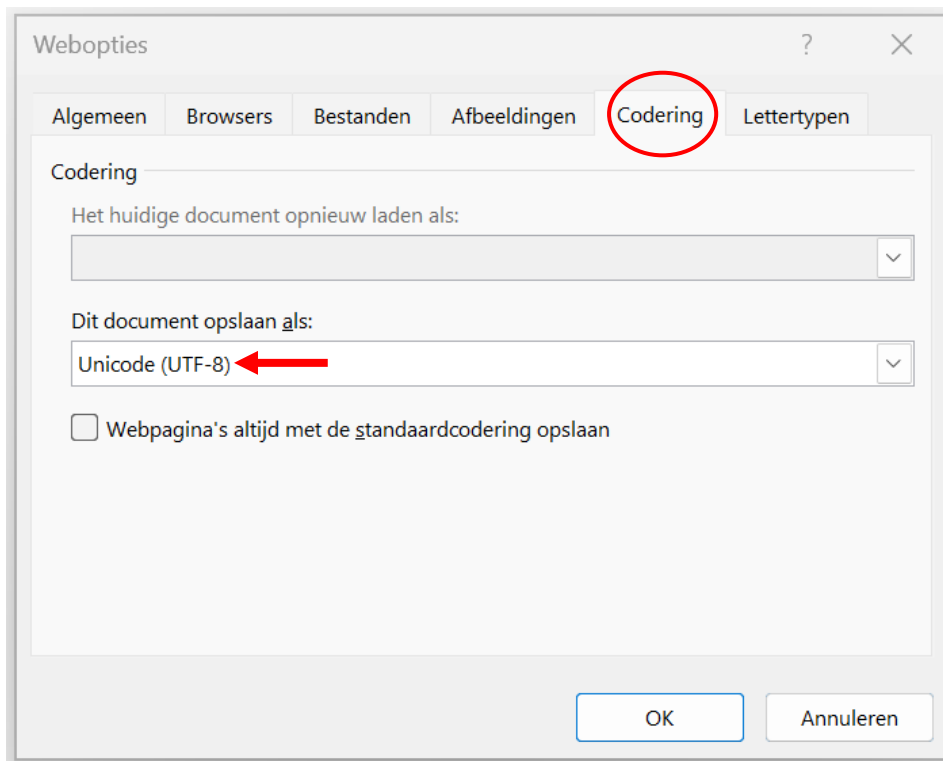 Webopties
Algemeen Browsers Bestanden Afbeeldingen Codering Lettertypen
Codering
Het huidige document opnieuw laden als:
Dit document opslaan als:
Unicode (UTF-8)
Webpagina's altijd met de standaardcodering opslaan
OK Annuleren